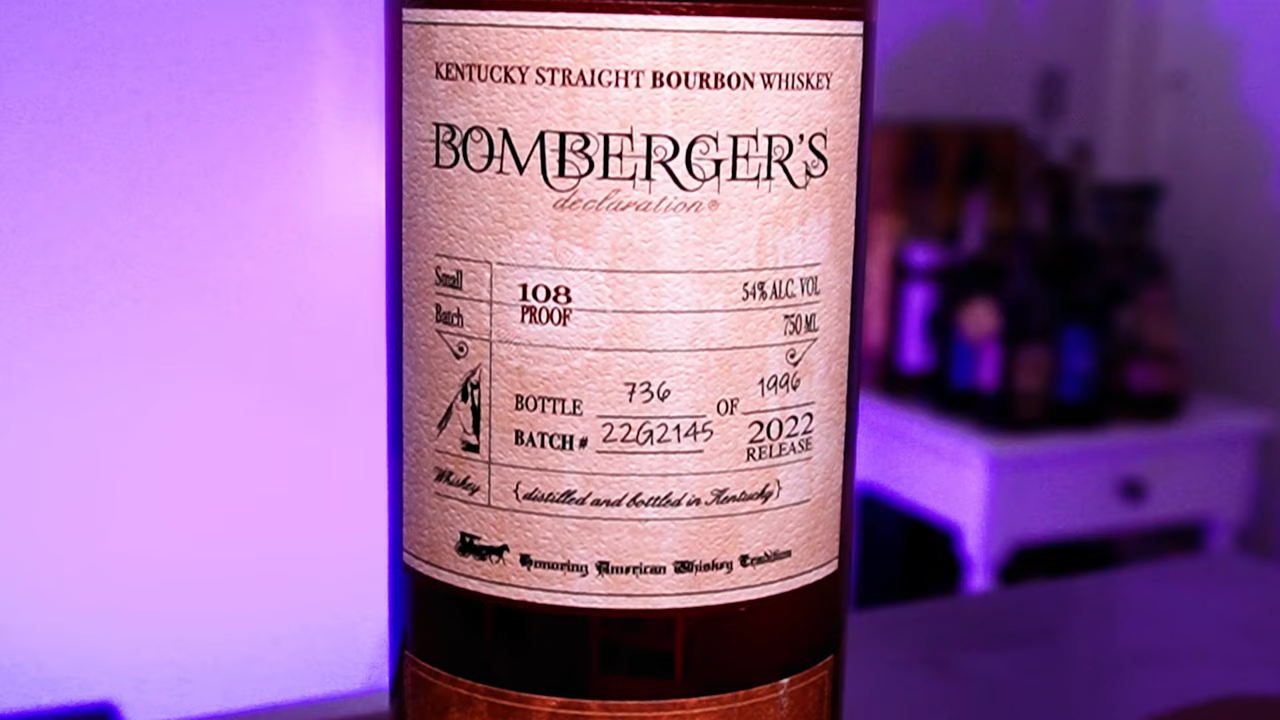 KENTUCKY STRAIGHT BOURBON WHISKEY
BOMBERGER'S
declaration®
Small
Batch
108
PROOF
54% ALC. VOL
750 ML
BOTTLE 736 OF 1996
BATCH # 22G2145
2022
RELEASE
Whiskey
{distilled and bottled in Kentucky}
Honoring American Whiskey Tradition